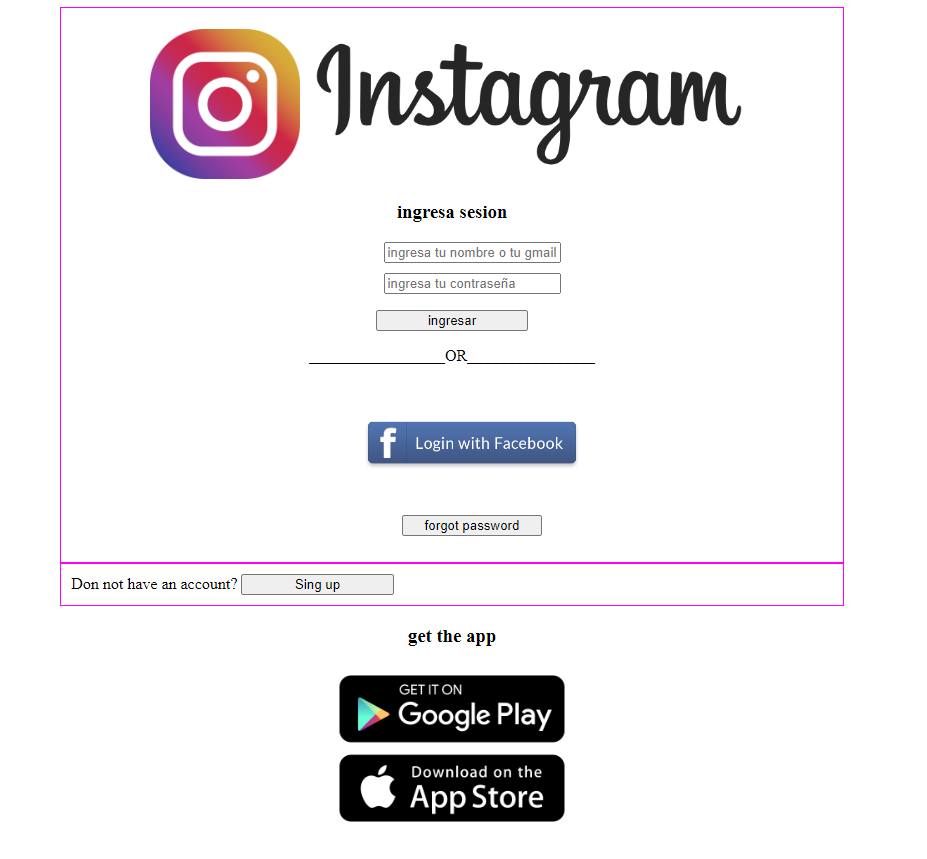 Instagram
ingresa sesion
ingresa tu nombre o tu gmail
ingresa tu contraseña
ingresar
_________________OR________________
f Login with Facebook
forgot password
Don not have an account? Sing up
get the app
GET IT ON
Google Play
Download on the
App Store